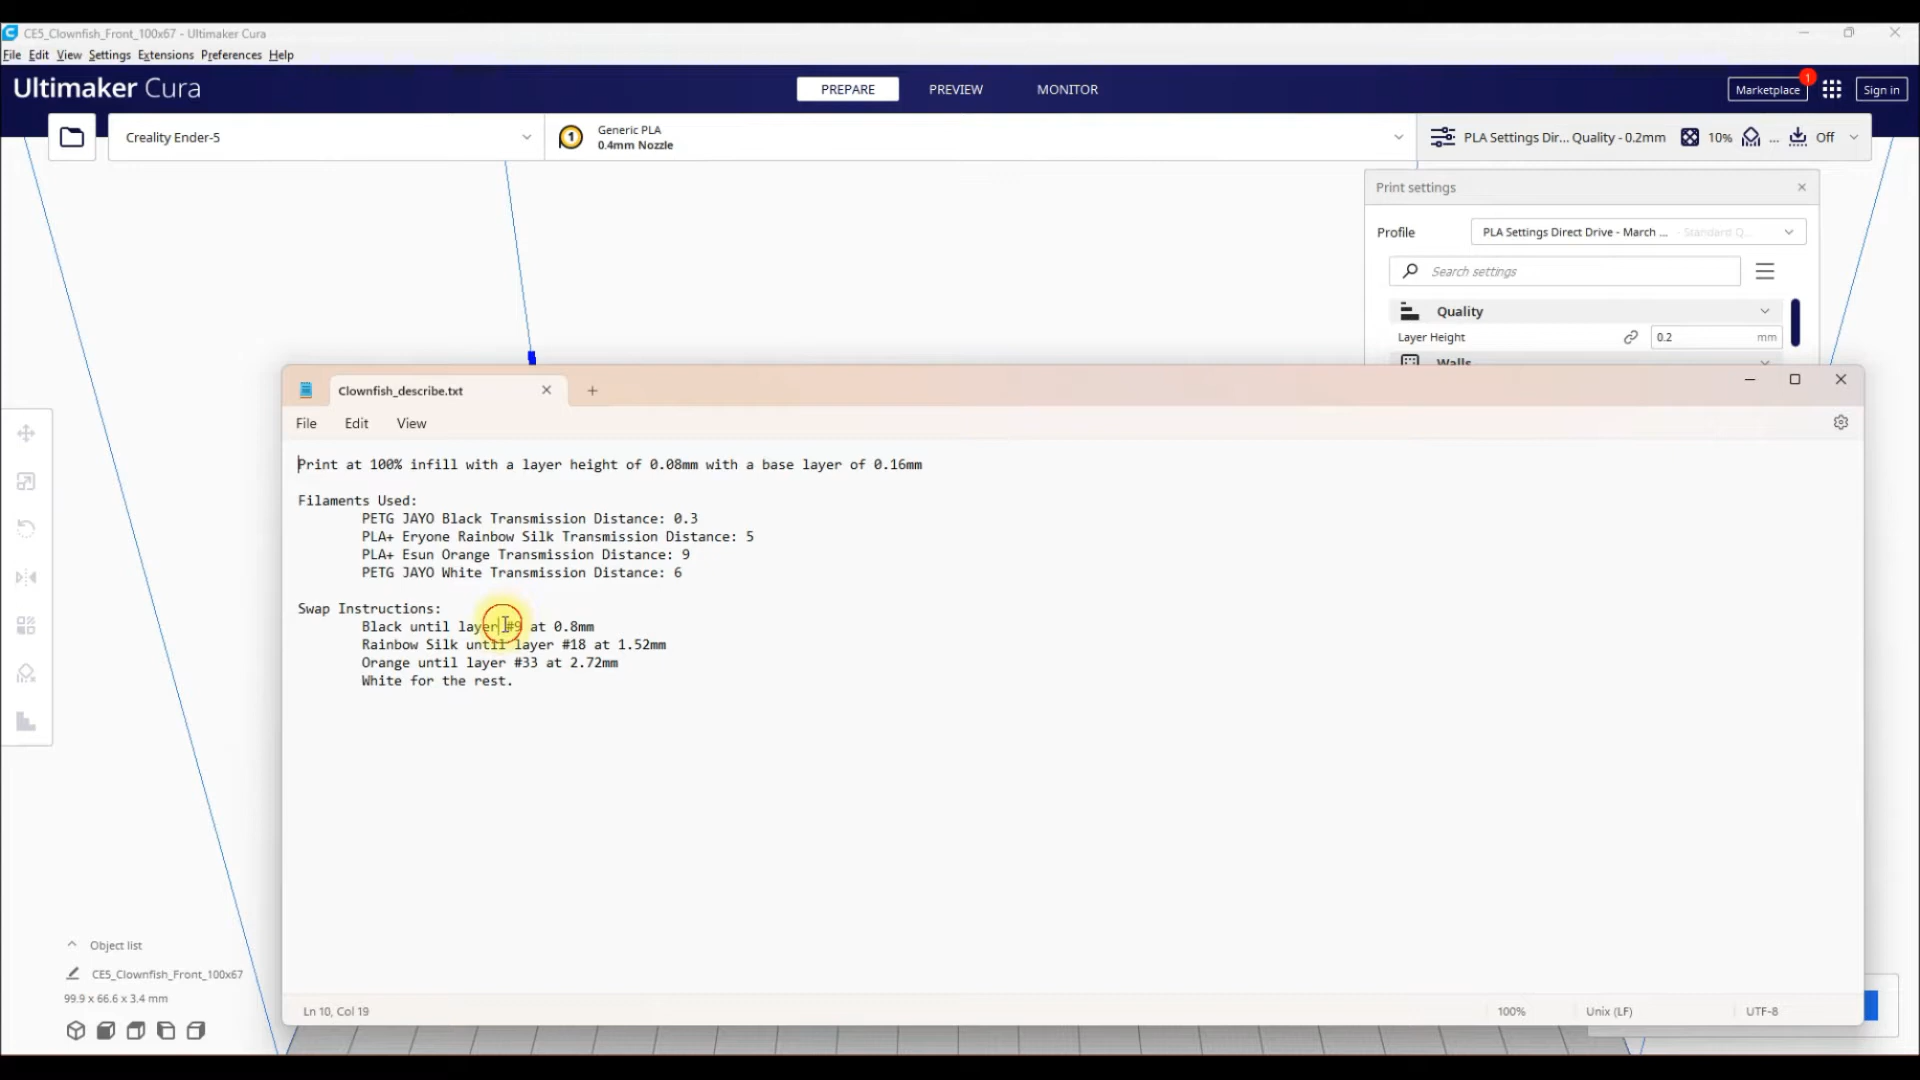 CE5_Clownfish_Front_100x67 - Ultimaker Cura
File Edit View Settings Extensions Preferences Help
Ultimaker Cura
PREPARE PREVIEW MONITOR
Marketplace 1 Sign in
Creality Ender-5
1 Generic PLA
0.4mm Nozzle
PLA Settings Dir... Quality - 0.2mm 10% ... Off
Print settings
Profile PLA Settings Direct Drive - March ... - Standard Q...
Search settings
Quality
Layer Height 0.2 mm
Walls
Clownfish_describe.txt
File Edit View
Print at 100% infill with a layer height of 0.08mm with a base layer of 0.16mm
Filaments Used:
PETG JAYO Black Transmission Distance: 0.3
PLA+ Eryone Rainbow Silk Transmission Distance: 5
PLA+ Esun Orange Transmission Distance: 9
PETG JAYO White Transmission Distance: 6
Swap Instructions:
Black until layer #9 at 0.8mm
Rainbow Silk until layer #18 at 1.52mm
Orange until layer #33 at 2.72mm
White for the rest.
Object list
CE5_Clownfish_Front_100x67
99.9 x 66.6 x 3.4 mm
Ln 10, Col 19 100% Unix (LF) UTF-8